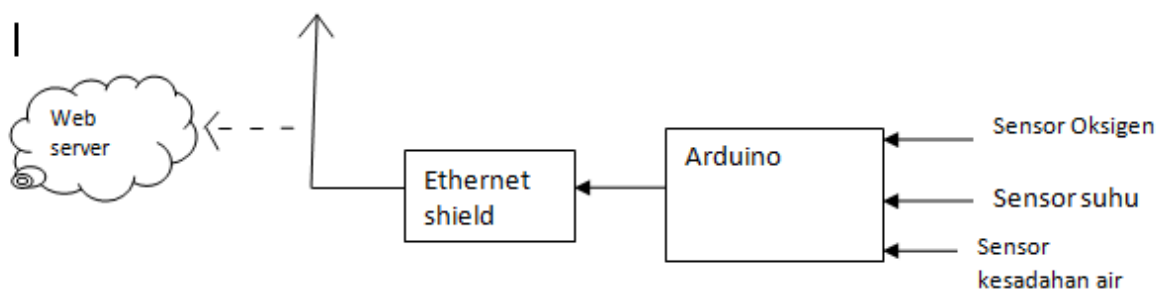 Web
server
Ethernet
shield
Arduino
Sensor Oksigen
Sensor suhu
Sensor
kesadahan air